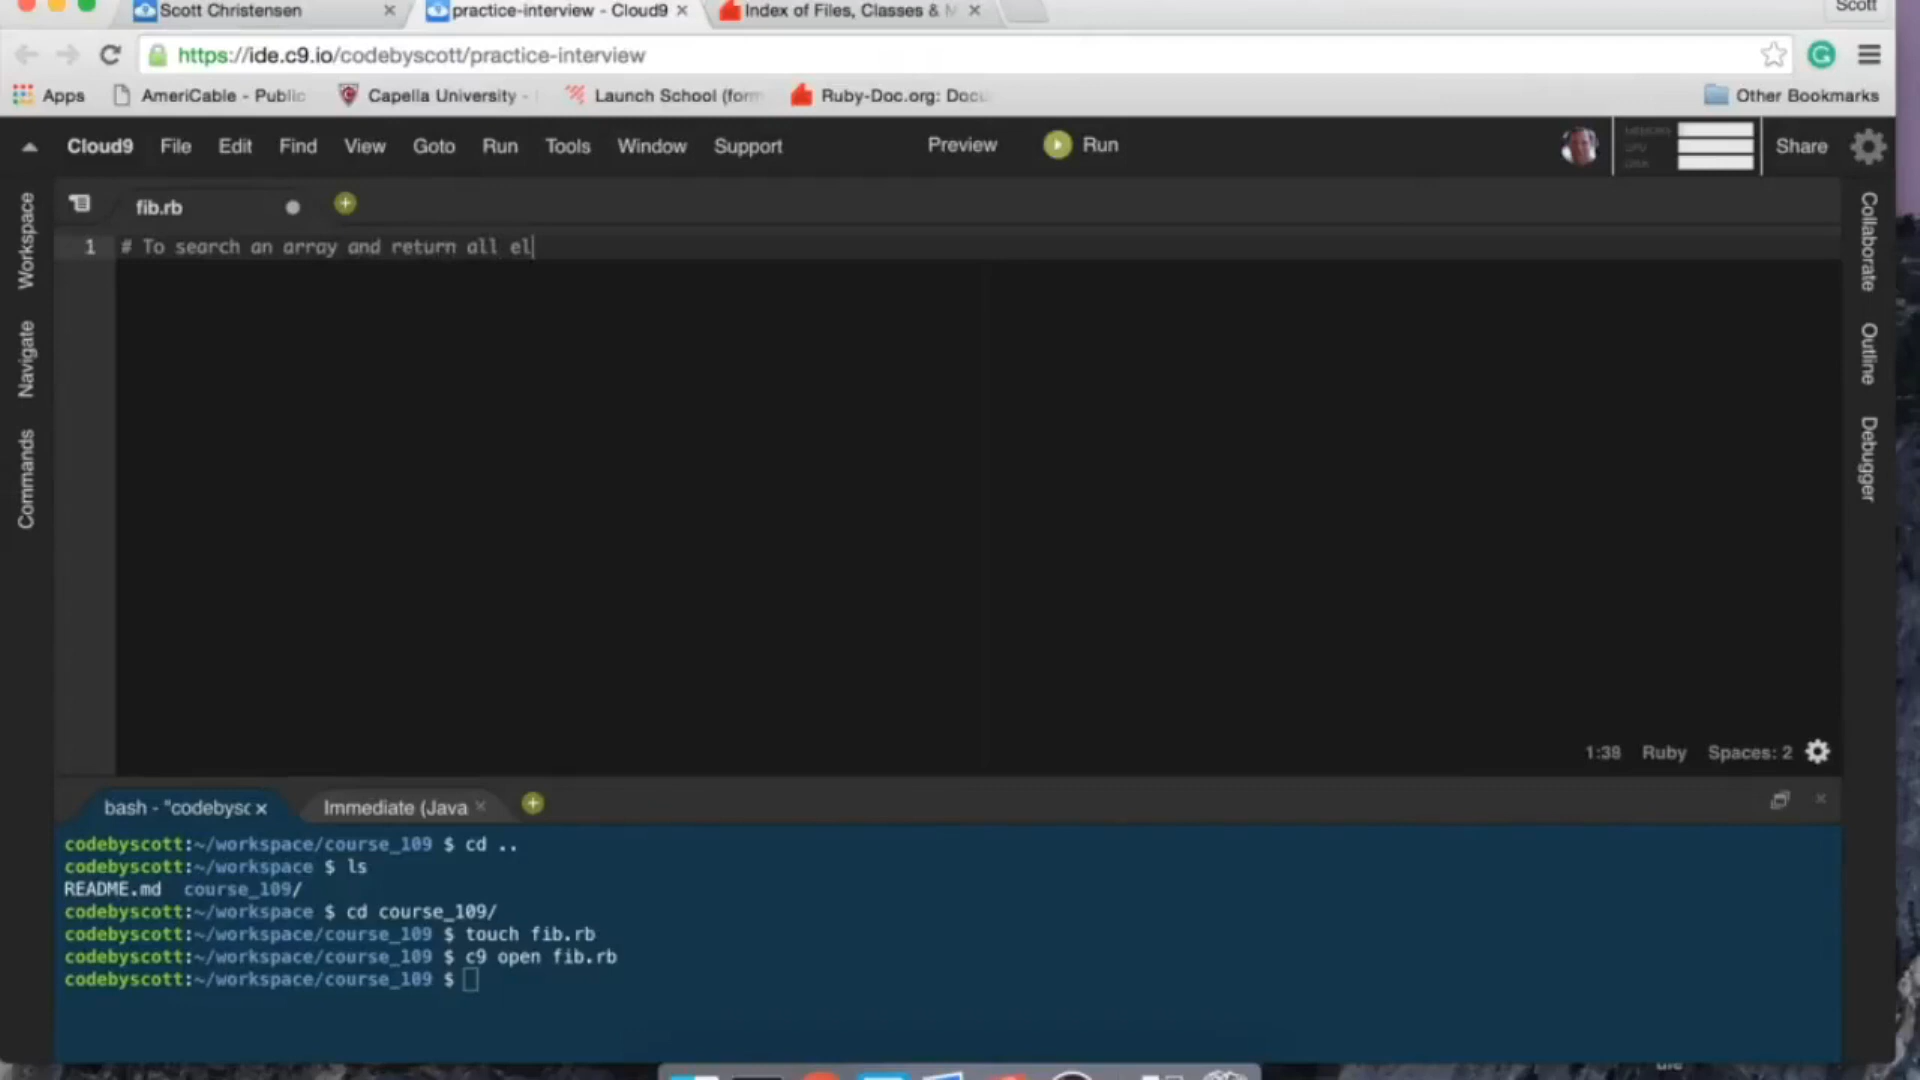 Scott Christensen
practice-interview - Cloud9
Index of Files, Classes & M
Scott
https://ide.c9.io/codebyscott/practice-interview
Apps
AmeriCable - Public
Capella University -
Launch School (form
Ruby-Doc.org: Docu
Other Bookmarks
Cloud9 File Edit Find View Goto Run Tools Window Support
Preview
Run
MEMORY
CPU
DISK
Share
Workspace
Navigate
Commands
fib.rb
1 # To search an array and return all el
Collaborate
Outline
Debugger
1:38 Ruby Spaces: 2
bash - "codebysc
Immediate (Java
codebyscott:~/workspace/course_109 $ cd ..
codebyscott:~/workspace $ ls
README.md course_109/
codebyscott:~/workspace $ cd course_109/
codebyscott:~/workspace/course_109 $ touch fib.rb
codebyscott:~/workspace/course_109 $ c9 open fib.rb
codebyscott:~/workspace/course_109 $